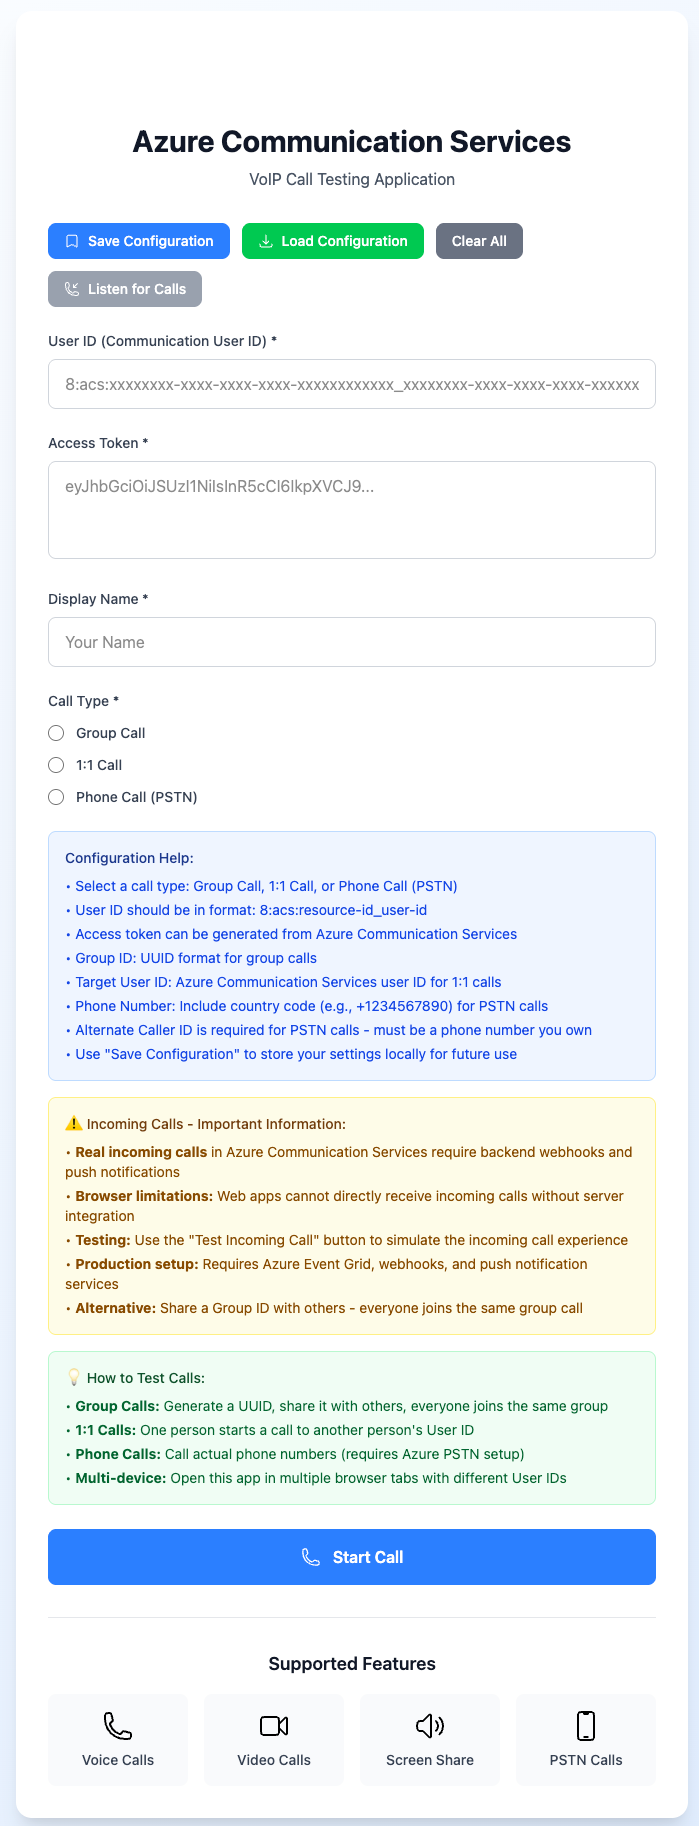 Azure Communication Services
VoIP Call Testing Application
Save Configuration
Load Configuration
Clear All
Listen for Calls
User ID (Communication User ID) *
8:acs:xxxxxxxx-xxxx-xxxx-xxxx-xxxxxxxxxxxx_xxxxxxxx-xxxx-xxxx-xxxx-xxxxxx
Access Token *
eyJhbGciOiJSUzI1NiIsInR5cCI6IkpXVCJ9...
Display Name *
Your Name
Call Type *
Group Call
1:1 Call
Phone Call (PSTN)
Configuration Help:
• Select a call type: Group Call, 1:1 Call, or Phone Call (PSTN)
• User ID should be in format: 8:acs:resource-id_user-id
• Access token can be generated from Azure Communication Services
• Group ID: UUID format for group calls
• Target User ID: Azure Communication Services user ID for 1:1 calls
• Phone Number: Include country code (e.g., +1234567890) for PSTN calls
• Alternate Caller ID is required for PSTN calls - must be a phone number you own
• Use "Save Configuration" to store your settings locally for future use
⚠️ Incoming Calls - Important Information:
• Real incoming calls in Azure Communication Services require backend webhooks and
push notifications
• Browser limitations: Web apps cannot directly receive incoming calls without server
integration
• Testing: Use the "Test Incoming Call" button to simulate the incoming call experience
• Production setup: Requires Azure Event Grid, webhooks, and push notification
services
• Alternative: Share a Group ID with others - everyone joins the same group call
💡 How to Test Calls:
• Group Calls: Generate a UUID, share it with others, everyone joins the same group
• 1:1 Calls: One person starts a call to another person's User ID
• Phone Calls: Call actual phone numbers (requires Azure PSTN setup)
• Multi-device: Open this app in multiple browser tabs with different User IDs
Start Call
Supported Features
Voice Calls
Video Calls
Screen Share
PSTN Calls